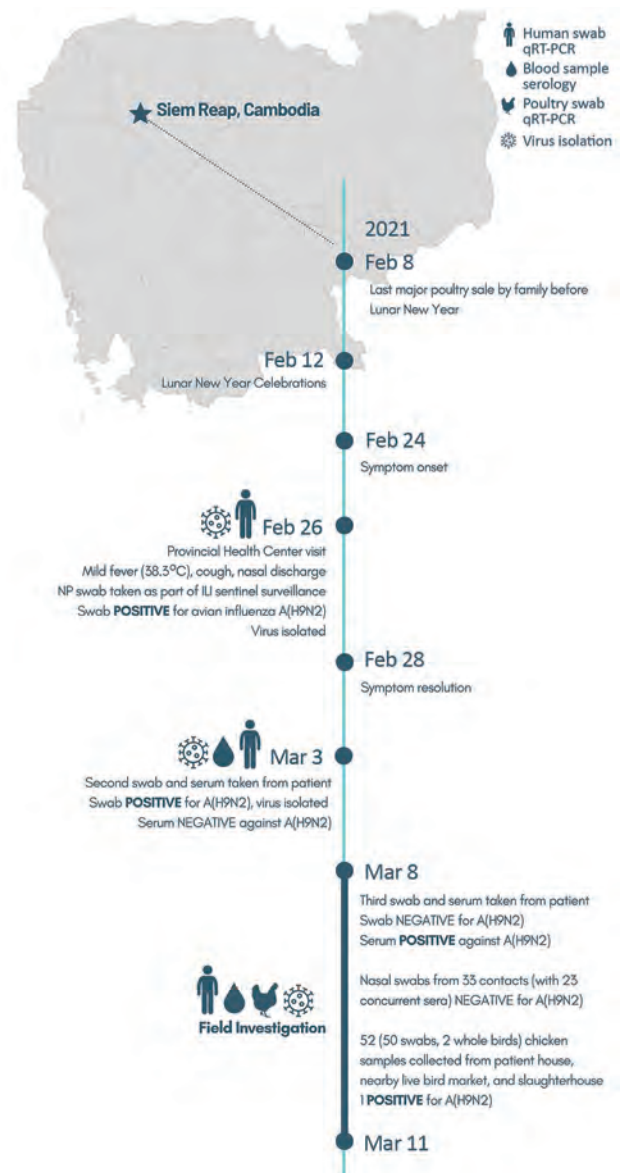 Human swab
qRT-PCR
Blood sample
serology
Poultry swab
qRT-PCR
Virus isolation
Siem Reap, Cambodia
2021
Feb 8
Last major poultry sale by family before
Lunar New Year
Feb 12
Lunar New Year Celebrations
Feb 24
Symptom onset
Feb 26
Provincial Health Center visit
Mild fever (38.3°C), cough, nasal discharge
NP swab taken as part of ILI sentinel surveillance
Swab POSITIVE for avian influenza A(H9N2)
Virus isolated
Feb 28
Symptom resolution
Mar 3
Second swab and serum taken from patient
Swab POSITIVE for A(H9N2), virus isolated
Serum NEGATIVE against A(H9N2)
Mar 8
Third swab and serum taken from patient
Swab NEGATIVE for A(H9N2)
Serum POSITIVE against A(H9N2)
Nasal swabs from 33 contacts (with 23
concurrent sera) NEGATIVE for A(H9N2)
Field Investigation
52 (50 swabs, 2 whole birds) chicken
samples collected from patient house,
nearby live bird market, and slaughterhouse
1 POSITIVE for A(H9N2)
Mar 11